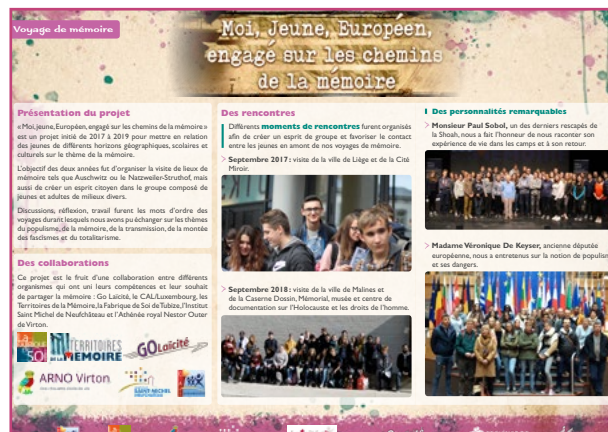 Voyage de mémoire
Moi, Jeune, Européen,
engagé sur les chemins
de la mémoire
Présentation du projet
«Moi, jeune, Européen, engagé sur les chemins de la mémoire»
est un projet initié de 2017 à 2019 pour mettre en relation
des jeunes de différents horizons géographiques, scolaires et
culturels sur le thème de la mémoire.
L'objectif des deux années fut d'organiser la visite de lieux de
mémoire tels que Auschwitz ou le Natzweiler-Struthof, mais
aussi de créer un esprit citoyen dans le groupe composé de
jeunes et adultes de milieux divers.
Discussions, réflexion, travail furent les mots d'ordre des
voyages durant lesquels nous avons pu échanger sur les thèmes
du populisme, de la mémoire, de la transmission, de la montée
des fascismes et du totalitarisme.
Des collaborations
Ce projet est le fruit d'une collaboration entre différents
organismes qui ont uni leurs compétences et leur souhait
de partager la mémoire : Go Laïcité, le CAL/Luxembourg, les
Territoires de la Mémoire, la Fabrique de Soi de Tubize, l'Institut
Saint Michel de Neufchâteau et l'Athénée royal Nestor Outer
de Virton.
TERRITOIRES
DE LA MÉMOIRE
GOLaïcité
ARNO Virton
SAINT-MICHEL
Des rencontres
Différents moments de rencontres furent organisés
afin de créer un esprit de groupe et favoriser le contact
entre les jeunes en amont de nos voyages de mémoire.
> Septembre 2017 : visite de la ville de Liège et de la Cité
Miroir.
> Septembre 2018 : visite de la ville de Malines et
de la Caserne Dossin, Mémorial, musée et centre de
documentation sur l'Holocauste et les droits de l'homme.
Des personnalités remarquables
> Monsieur Paul Sobol, un des derniers rescapés de
la Shoah, nous a fait l'honneur de nous raconter son
expérience de vie dans les camps et à son retour.
> Madame Véronique De Keyser, ancienne députée
européenne, nous a entretenus sur la notion de populism
et ses dangers.